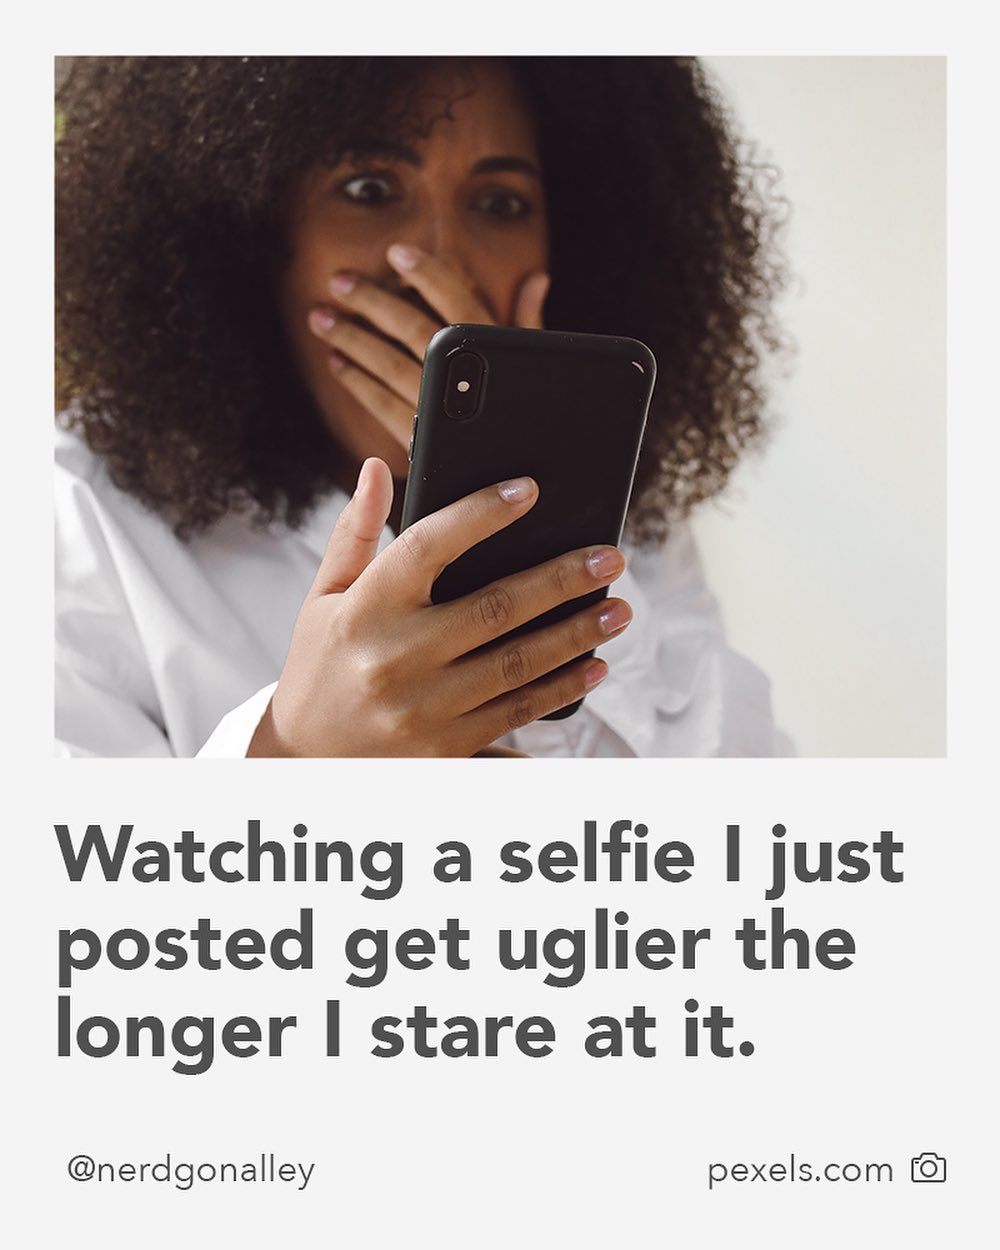 Watching a selfie I just
posted get uglier the
longer I stare at it.
@nerdgonalley
pexels.com